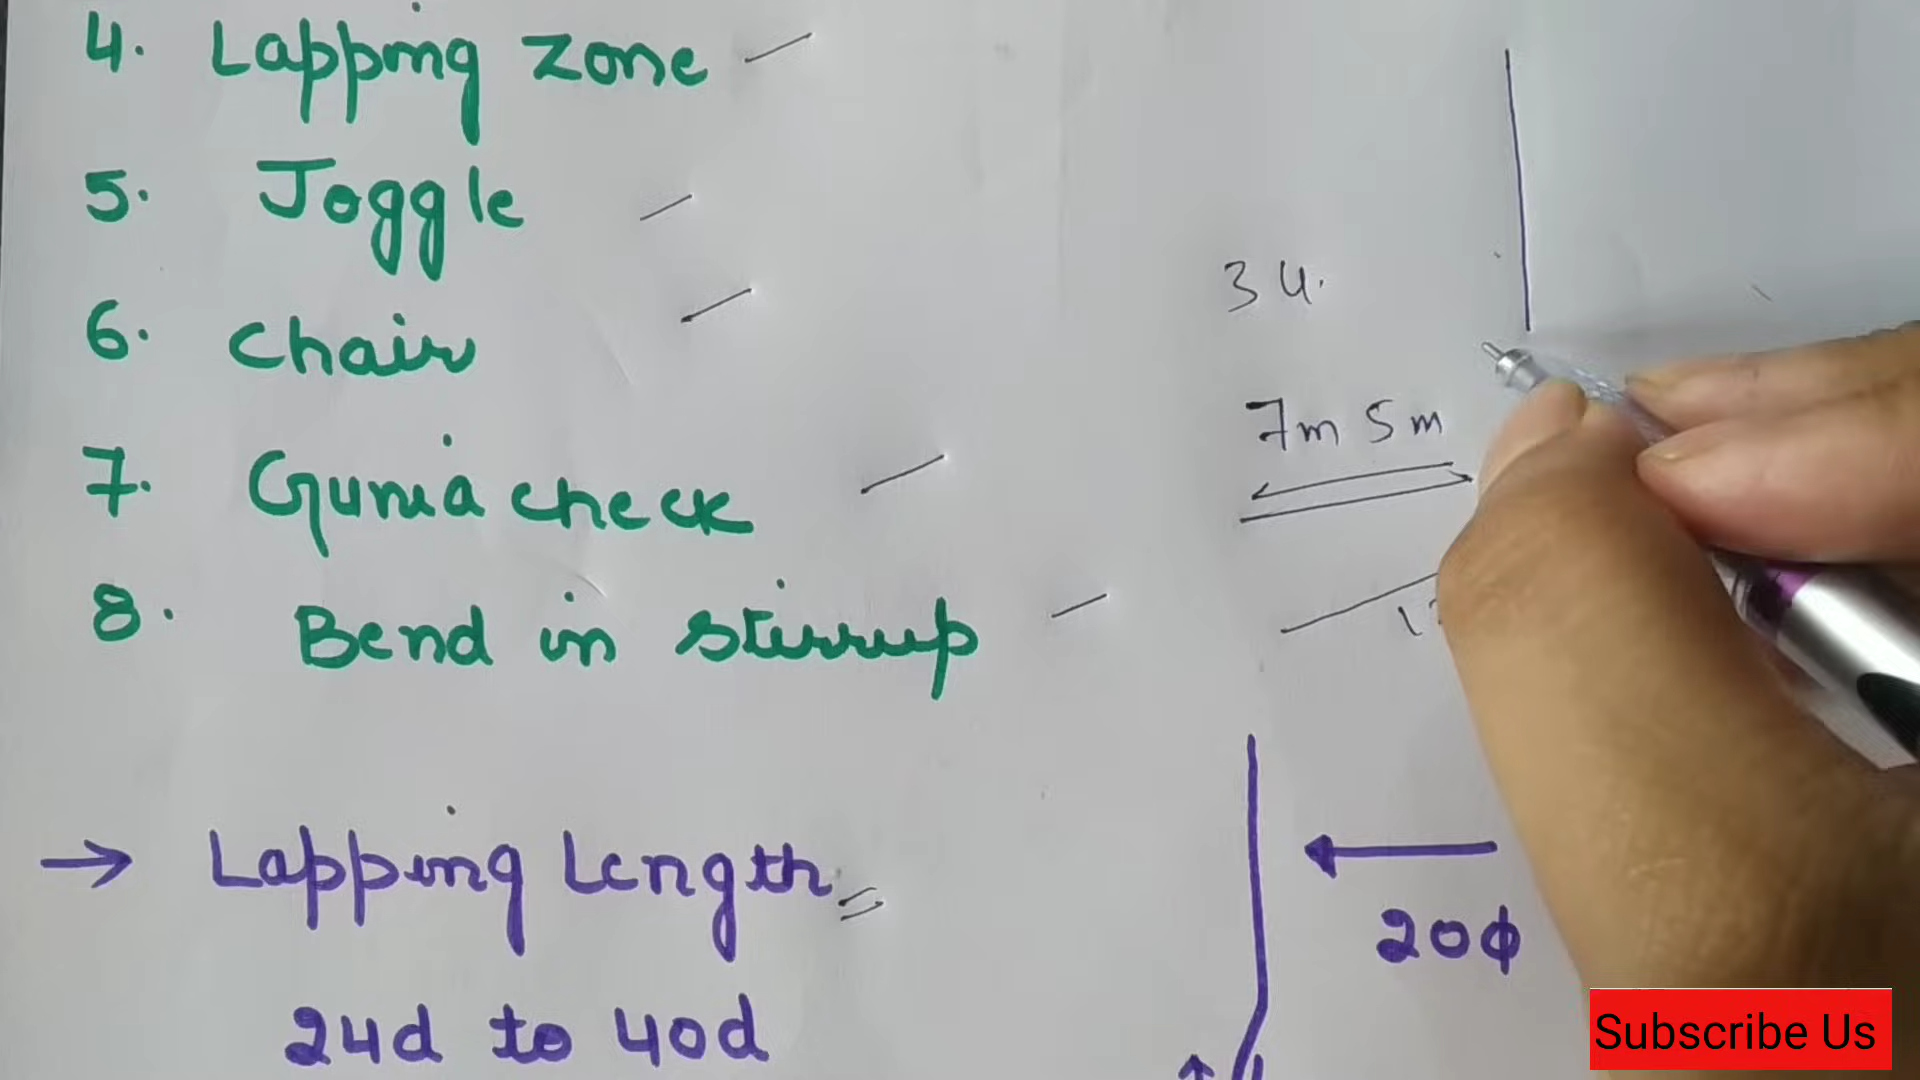 4. Lapping zone
5. Joggle
6. Chair
7. Gunia check
8. Bend in stirrup
→ Lapping Length =
24d to 40d
34.
7m 5m
20ϕ
Subscribe Us